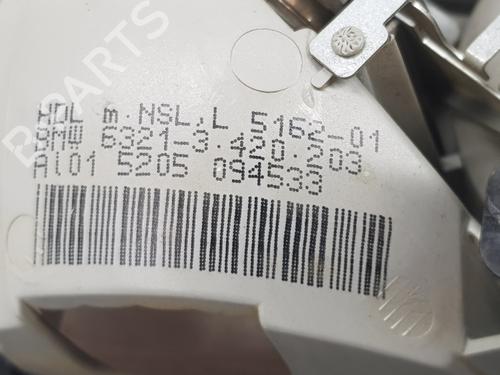 B PARTS
HDL m.NSL.L 5162-01
BMW 6321-3.420.203
Al01 5205 094533